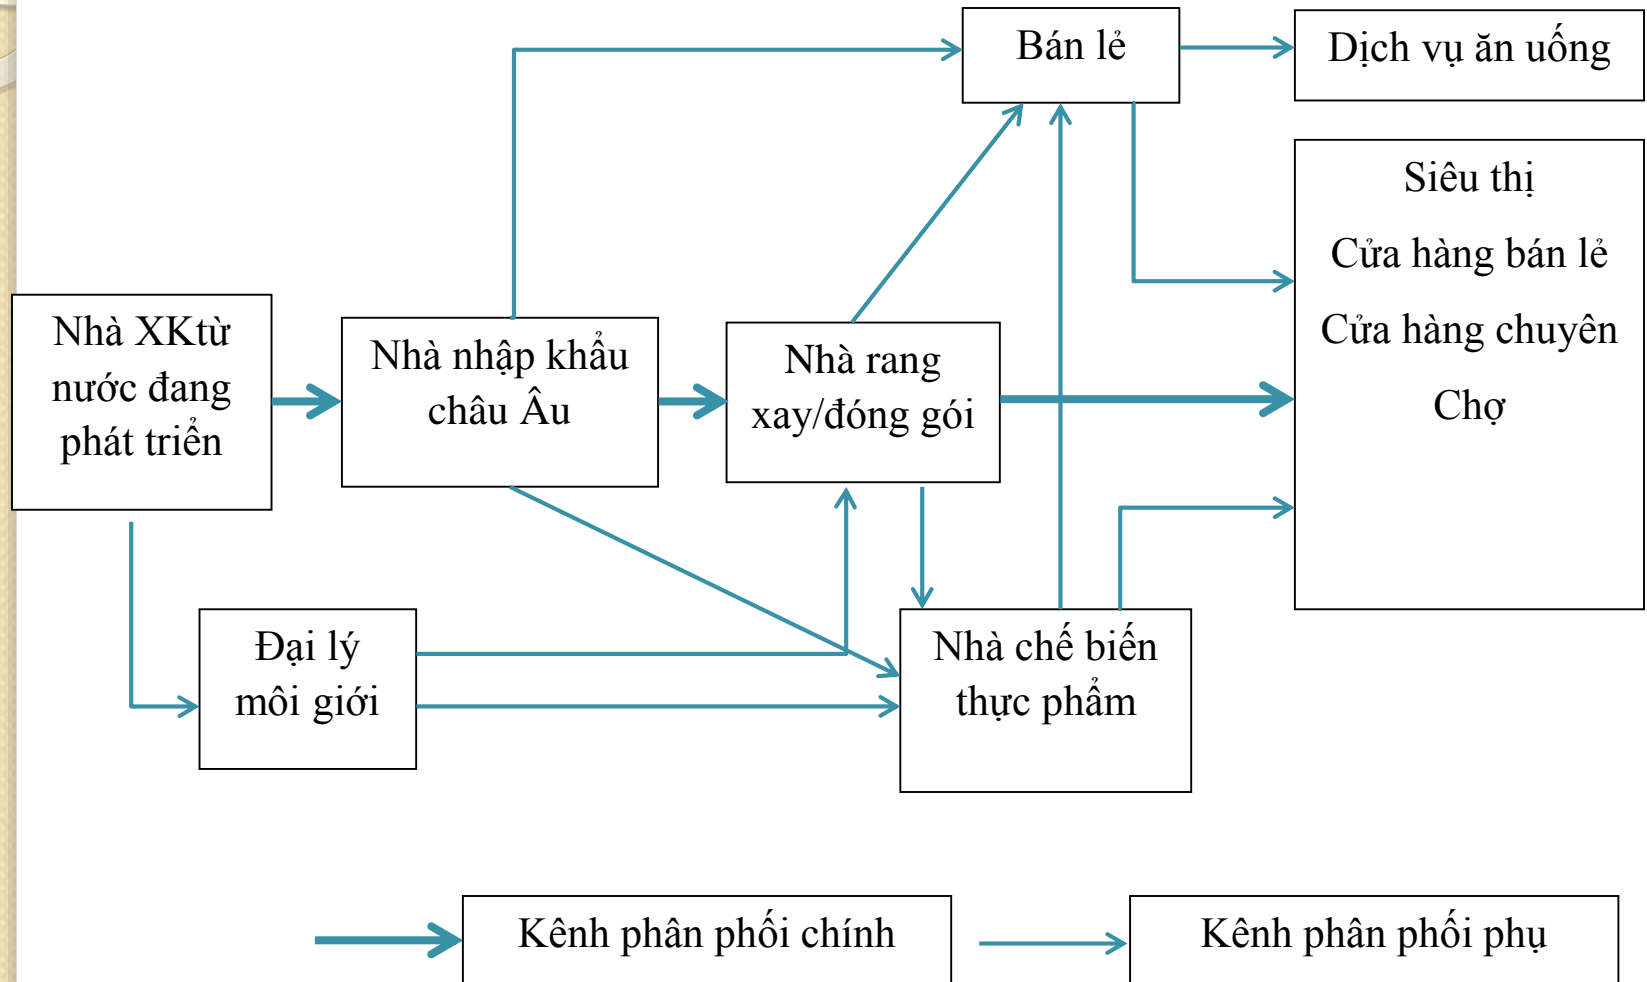 Bán lẻ
Dịch vụ ăn uống
Siêu thị
Cửa hàng bán lẻ
Cửa hàng chuyên
Chợ
Nhà XKtừ
nước đang
phát triển
Nhà nhập khẩu
châu Âu
Nhà rang
xay/đóng gói
Đại lý
môi giới
Nhà chế biến
thực phẩm
Kênh phân phối chính
Kênh phân phối phụ